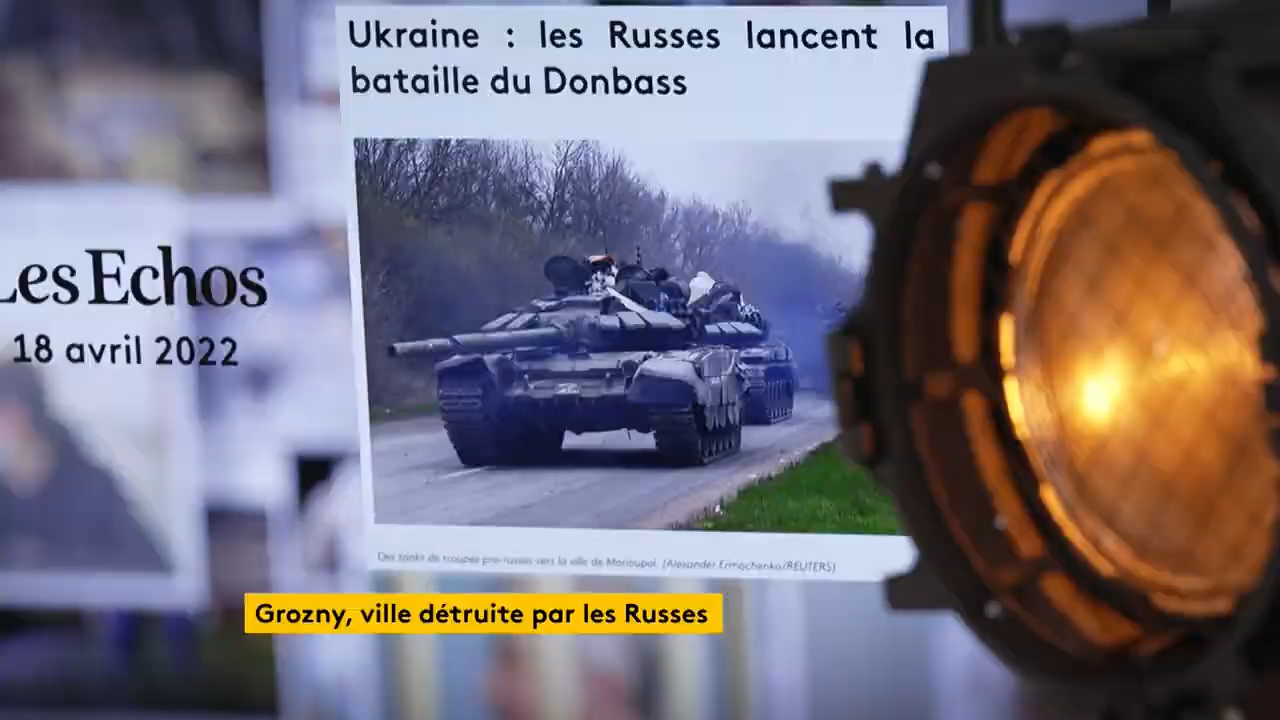 Ukraine : les Russes lancent la
bataille du Donbass
Les Echos
18 avril 2022
Des tanks de troupes pro-russes vers la ville de Marioupol. (Alexander Ermochenko/REUTERS)
Grozny, ville détruite par les Russes